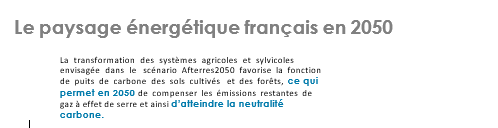 Le paysage énergétique français en 2050
La transformation des systèmes agricoles et sylvicoles
envisagée dans le scénario Afterres2050 favorise la fonction
de puits de carbone des sols cultivés et des forêts, ce qui
permet en 2050 de compenser les émissions restantes de
gaz à effet de serre et ainsi d'atteindre la neutralité
carbone.